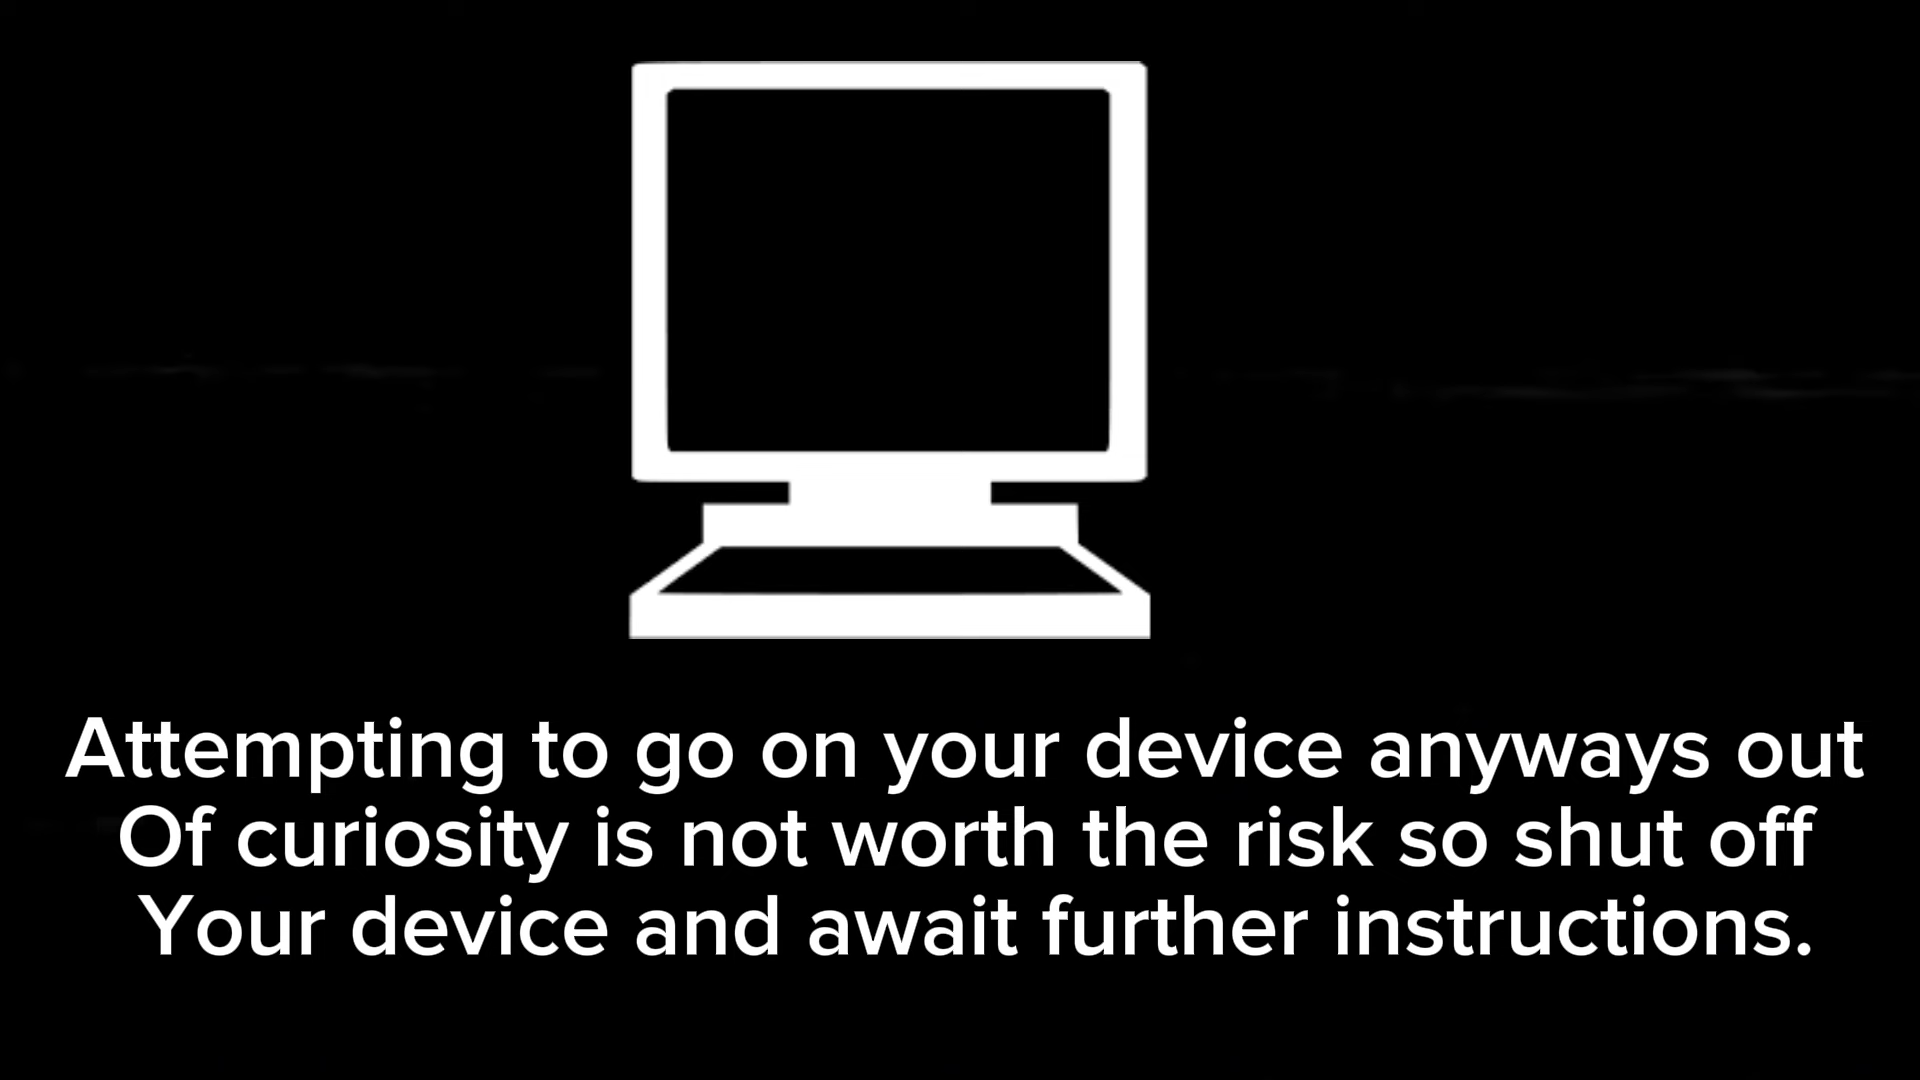 Attempting to go on your device anyways out
Of curiosity is not worth the risk so shut off
Your device and await further instructions.